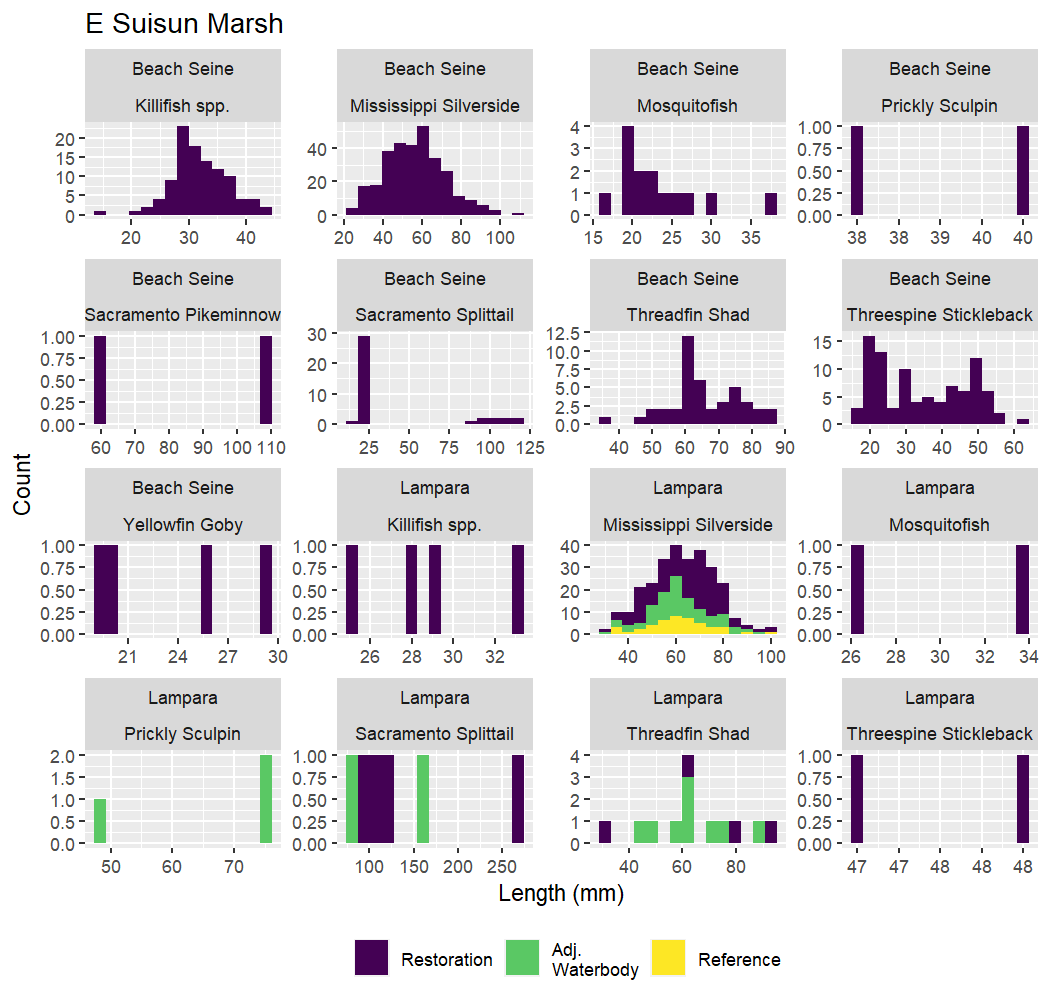 E Suisun Marsh
Beach Seine Beach Seine Beach Seine Beach Seine
Killifish spp. Mississippi Silverside Mosquitofish Prickly Sculpin
20 15 10 5 0
40 20 0
4 3 2 1 0
1.00 0.75 0.50 0.25 0.00
20 30 40
20 40 60 80 100
15 20 25 30 35
38 38 39 40 40
Beach Seine Beach Seine Beach Seine Beach Seine
Sacramento Pikeminnow Sacramento Splittail Threadfin Shad Threespine Stickleback
1.00 0.75 0.50 0.25 0.00
30 20 10 0
12.5 10.0 7.5 5.0 2.5 0.0
15 10 5 0
60 70 80 90 100 110
25 50 75 100 125
40 50 60 70 80 90
20 30 40 50 60
Count
Beach Seine Lampara Lampara Lampara
Yellowfin Goby Killifish spp. Mississippi Silverside Mosquitofish
1.00 0.75 0.50 0.25 0.00
1.00 0.75 0.50 0.25 0.00
40 30 20 10 0
1.00 0.75 0.50 0.25 0.00
21 24 27 30
26 28 30 32
40 60 80 100
26 28 30 32 34
Lampara Lampara Lampara Lampara
Prickly Sculpin Sacramento Splittail Threadfin Shad Threespine Stickleback
2.0 1.5 1.0 0.5 0.0
1.00 0.75 0.50 0.25 0.00
4 3 2 1 0
1.00 0.75 0.50 0.25 0.00
50 60 70
100 150 200 250
40 60 80
47 47 48 48 48
Length (mm)
Restoration
Adj.
Waterbody
Reference